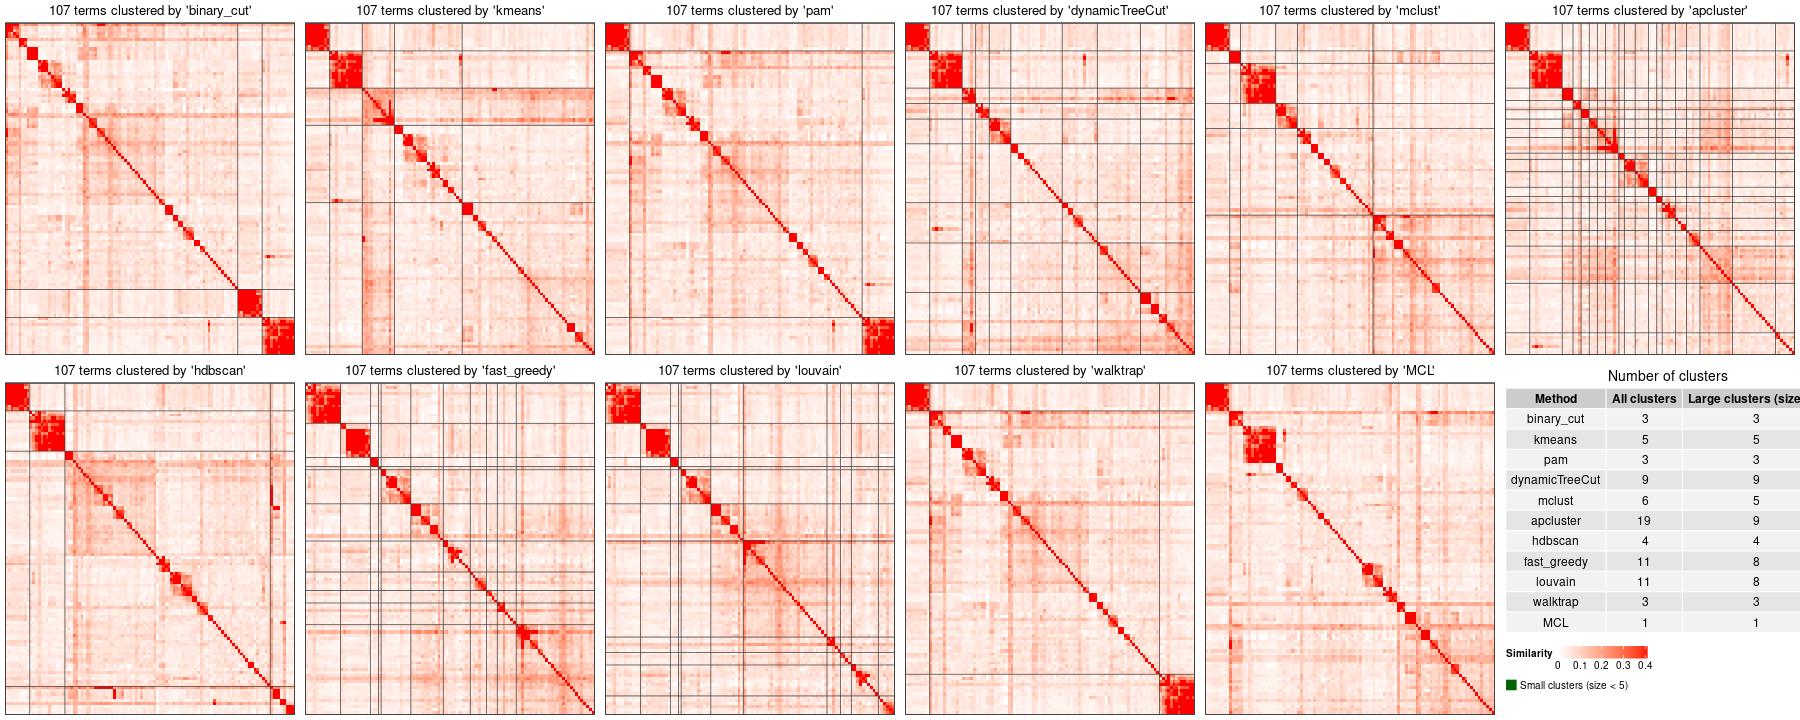 107 terms clustered by 'binary_cut'
107 terms clustered by 'kmeans'
107 terms clustered by 'pam'
107 terms clustered by 'dynamicTreeCut'
107 terms clustered by 'mclust'
107 terms clustered by 'apcluster'
107 terms clustered by 'hdbscan'
107 terms clustered by 'fast_greedy'
107 terms clustered by 'louvain'
107 terms clustered by 'walktrap'
107 terms clustered by 'MCL'
Number of clusters
Method All clusters Large clusters (size
binary_cut 3 3
kmeans 5 5
pam 3 3
dynamicTreeCut 9 9
mclust 6 5
apcluster 19 9
hdbscan 4 4
fast_greedy 11 8
louvain 11 8
walktrap 3 3
MCL 1 1
Similarity
0 0.1 0.2 0.3 0.4
Small clusters (size < 5)